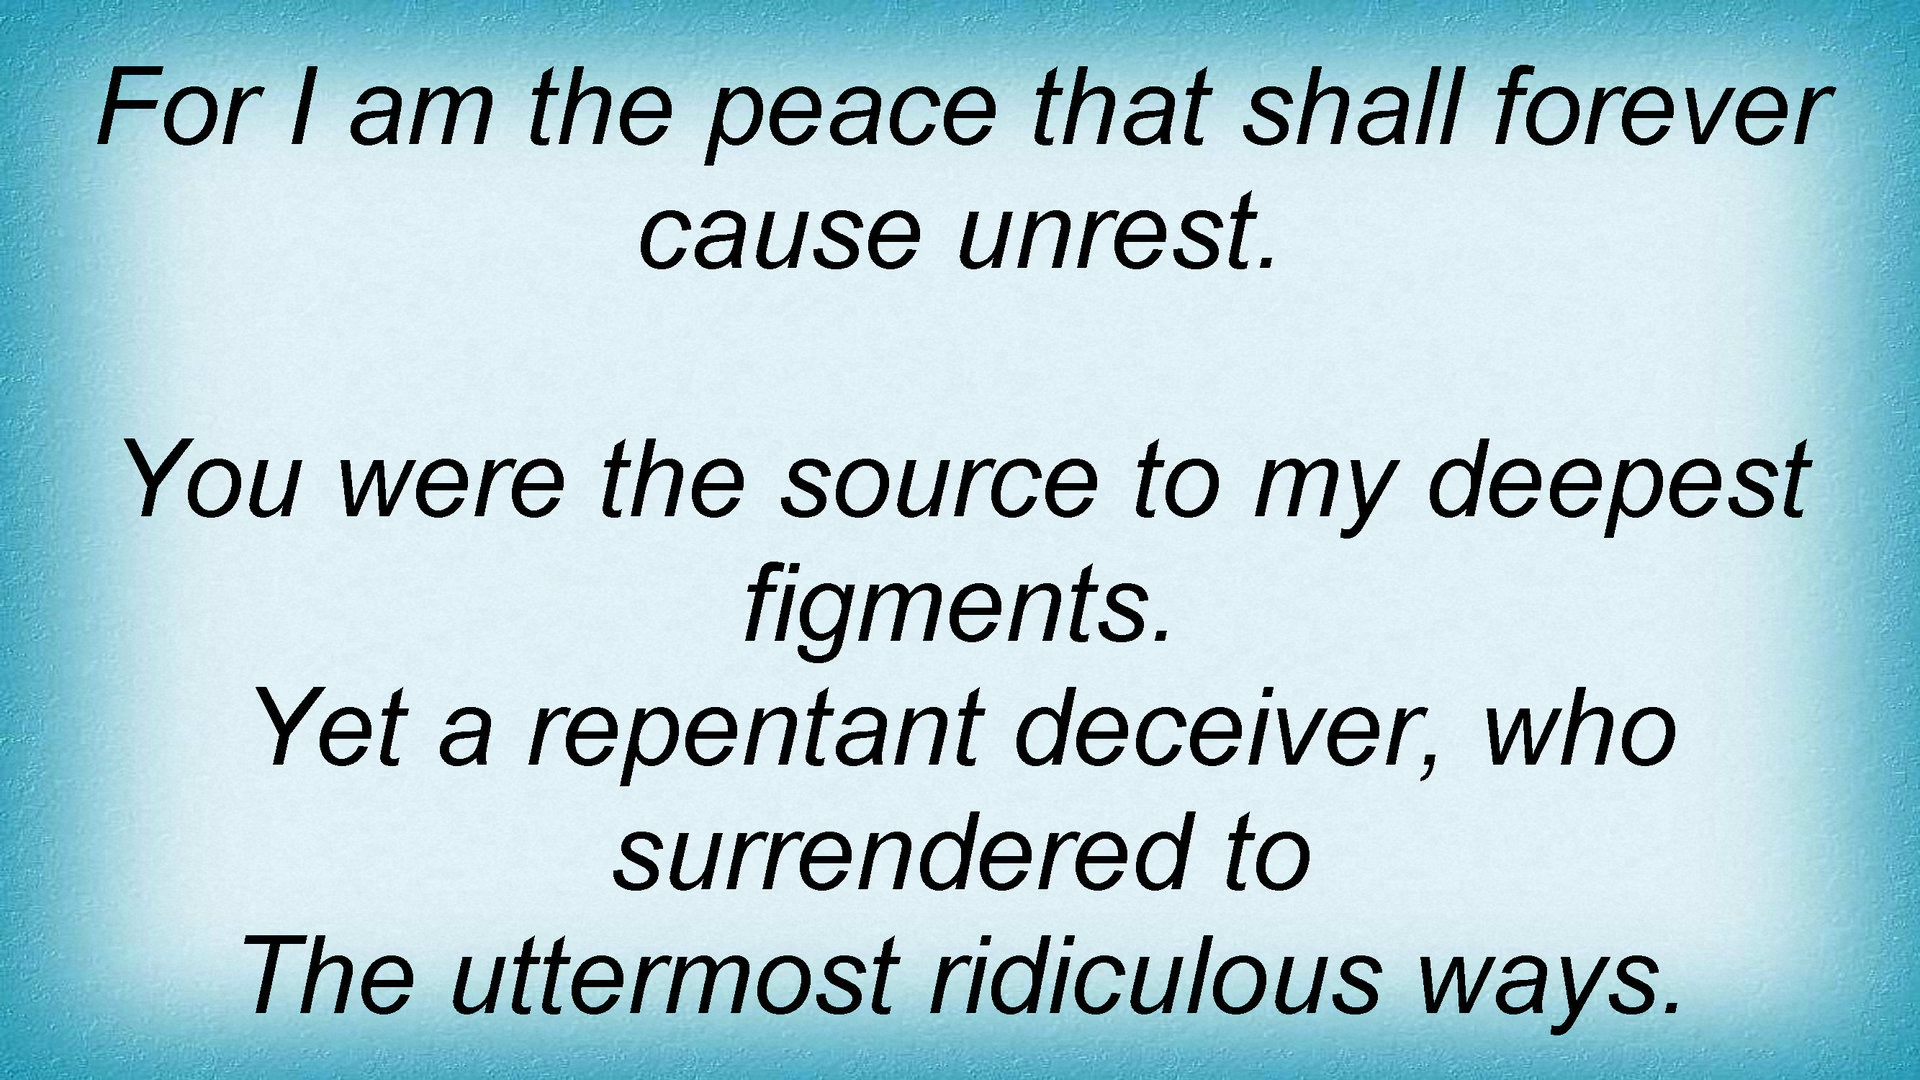 For I am the peace that shall forever
cause unrest.
You were the source to my deepest
figments.
Yet a repentant deceiver, who
surrendered to
The uttermost ridiculous ways.